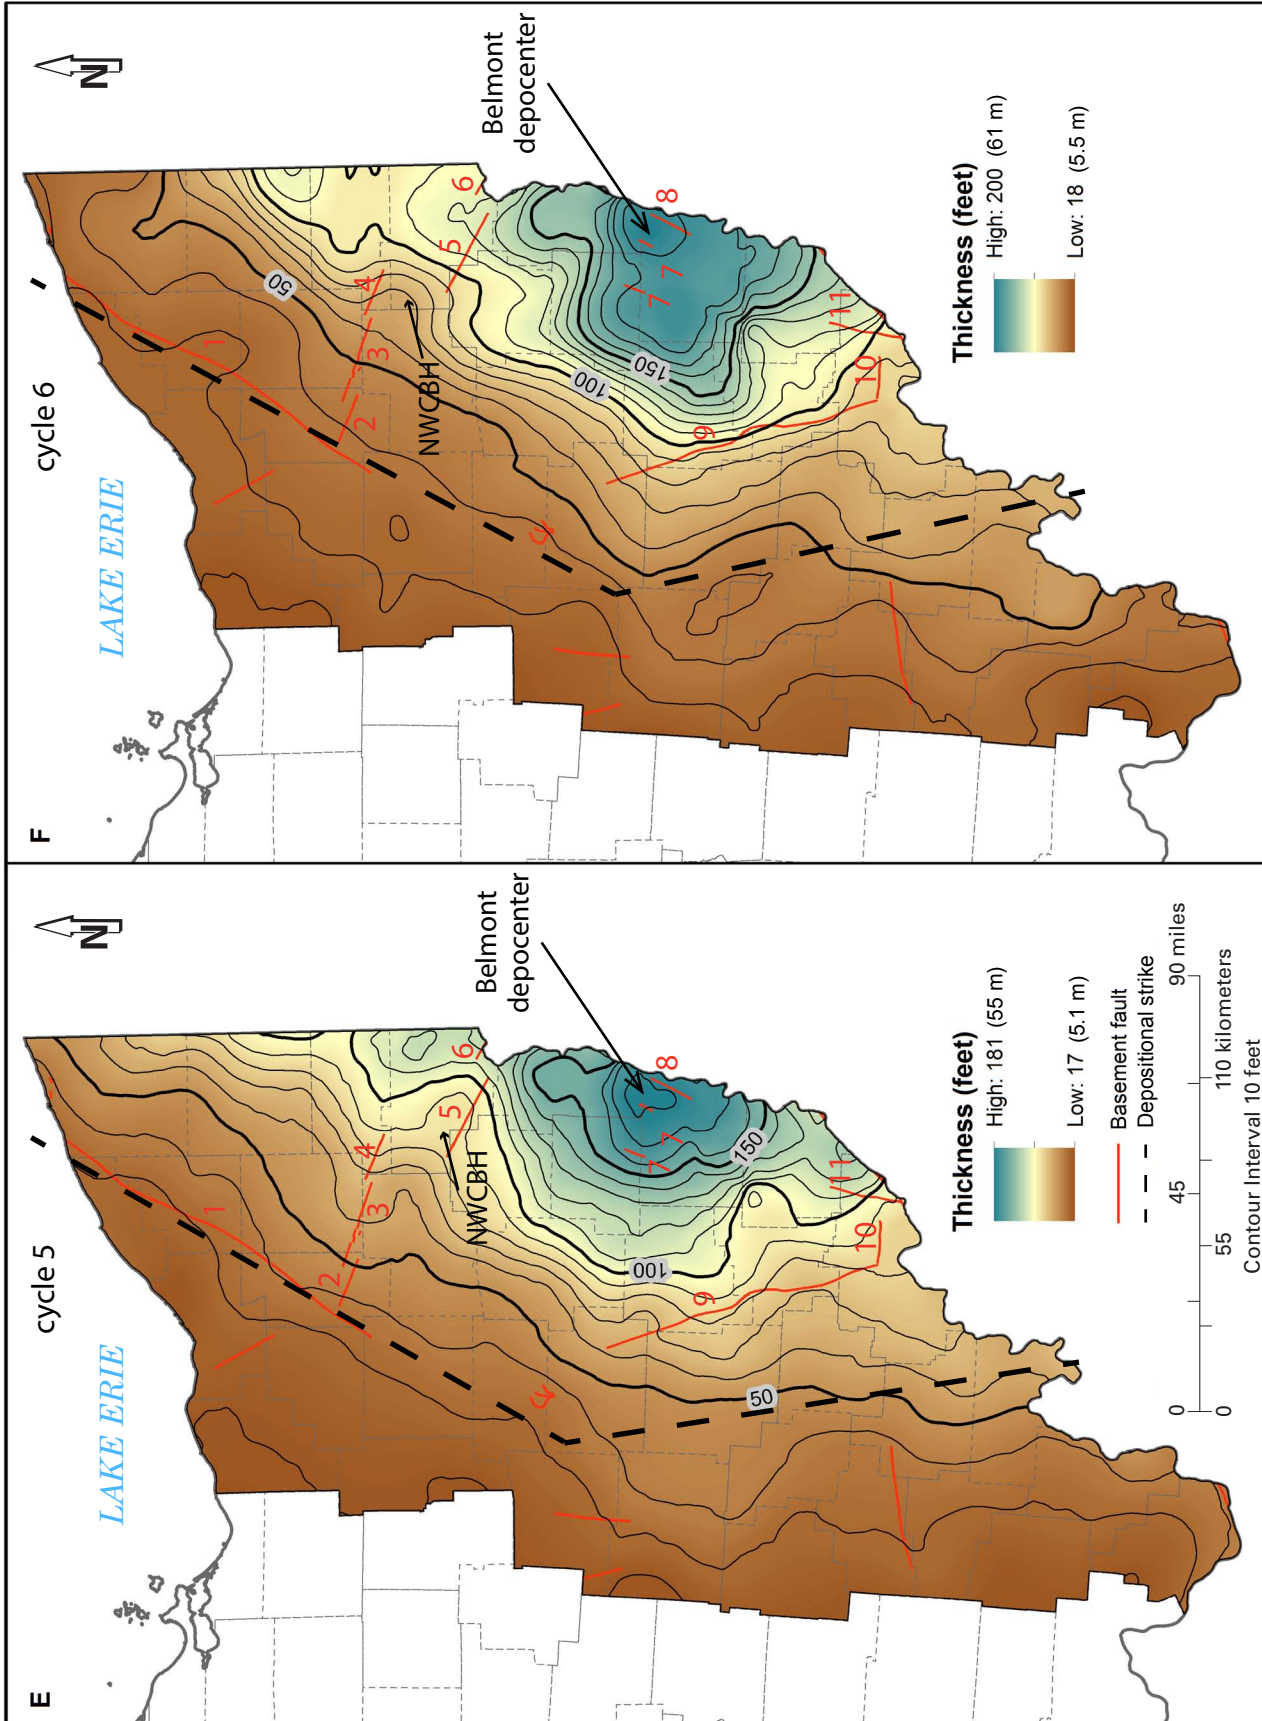 E
cycle 5
N
LAKE ERIE
1
2
3
4
NWCBH
5
6
Belmont
depocenter
7
7
8
150
100
9
50
10
11
Thickness (feet)
High: 181 (55 m)
Low: 17 (5.1 m)
Basement fault
Depositional strike
0 45 90 miles
0 55 110 kilometers
Contour Interval 10 feet
F
cycle 6
N
LAKE ERIE
1
50
2
3
4
NWCBH
5
6
Belmont
depocenter
7
7
8
100
150
9
10
11
Thickness (feet)
High: 200 (61 m)
Low: 18 (5.5 m)